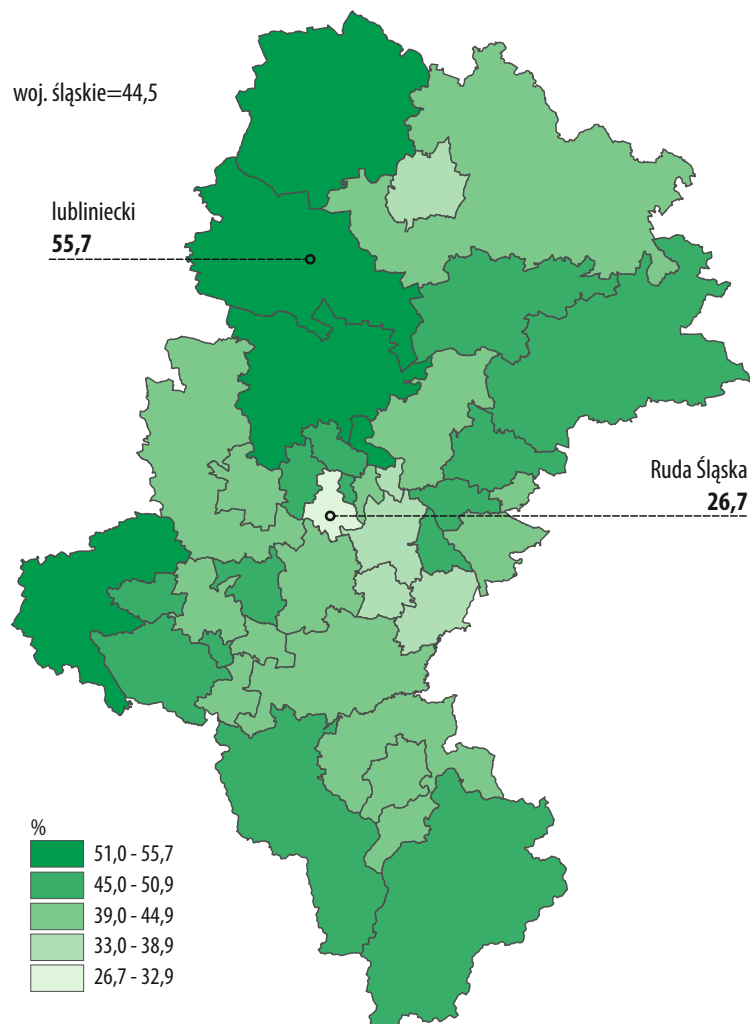 woj. śląskie=44,5
lubliniecki
55,7
Ruda Śląska
26,7
%
51,0 - 55,7
45,0 - 50,9
39,0 - 44,9
33,0 - 38,9
26,7 - 32,9